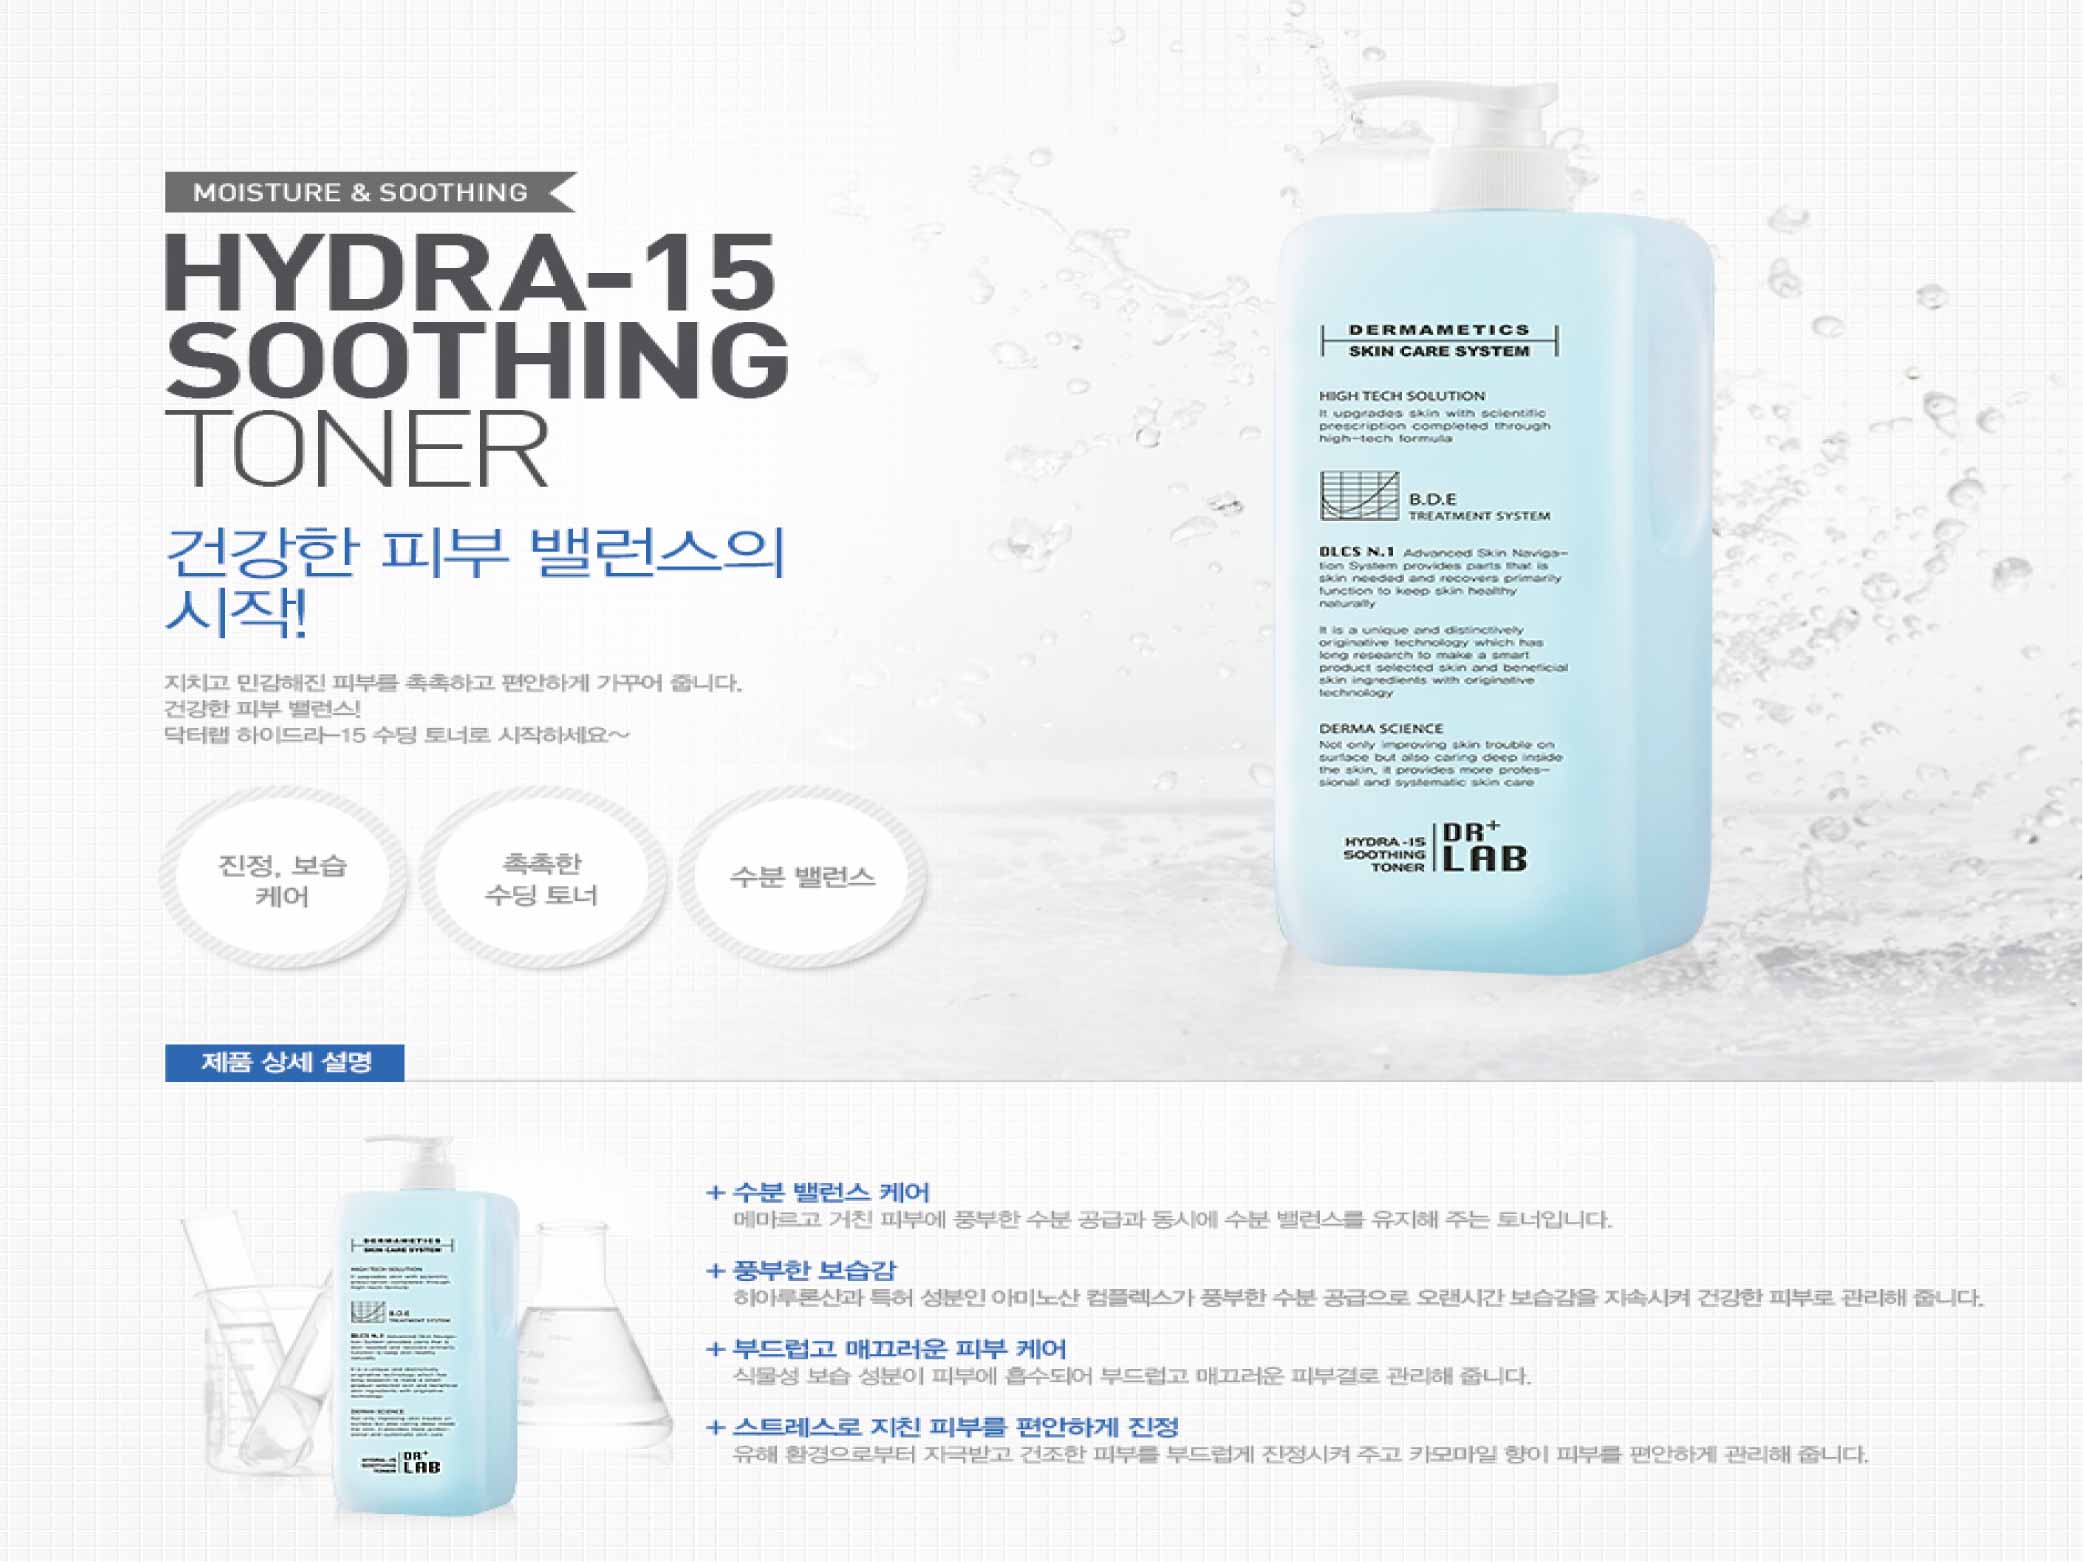 MOISTURE & SOOTHING
HYDRA-15
SOOTHING
TONER
건강한 피부 밸런스의
시작!
지치고 민감해진 피부를 촉촉하고 편안하게 가꾸어 줍니다.
건강한 피부 밸런스!
닥터랩 하이드라-15 수딩 토너로 시작하세요~
진정, 보습
케어
촉촉한
수딩 토너
수분 밸런스
DERMAMETICS
SKIN CARE SYSTEM
HIGH TECH SOLUTION
It upgrades skin with scientific
prescription completed through
high-tech formula
B.D.E
TREATMENT SYSTEM
DLCS N.1 Advanced Skin Naviga-
tion System provides parts that is
skin needed and recovers primarily
function to keep skin healthy
naturally
It is a unique and distinctively
originative technology which has
long research to make a smart
product selected skin and beneficial
skin ingredients with originative
technology
DERMA SCIENCE
Not only improving skin trouble on
surface but also caring deep inside
the skin, it provides more profes-
sional and systematic skin care
HYDRA-15
SOOTHING
TONER
DR+
LAB
제품 상세 설명
DERMAMETICS
SKIN CARE SYSTEM
HIGH TECH SOLUTION
B.D.E
TREATMENT SYSTEM
DERMA SCIENCE
HYDRA-15
SOOTHING
TONER
DR+
LAB
+ 수분 밸런스 케어
메마르고 거친 피부에 풍부한 수분 공급과 동시에 수분 밸런스를 유지해 주는 토너입니다.
+ 풍부한 보습감
히아루론산과 특허 성분인 아미노산 컴플렉스가 풍부한 수분 공급으로 오랜시간 보습감을 지속시켜 건강한 피부로 관리해 줍니다.
+ 부드럽고 매끄러운 피부 케어
식물성 보습 성분이 피부에 흡수되어 부드럽고 매끄러운 피부결로 관리해 줍니다.
+ 스트레스로 지친 피부를 편안하게 진정
유해 환경으로부터 자극받고 건조한 피부를 부드럽게 진정시켜 주고 카모마일 향이 피부를 편안하게 관리해 줍니다.